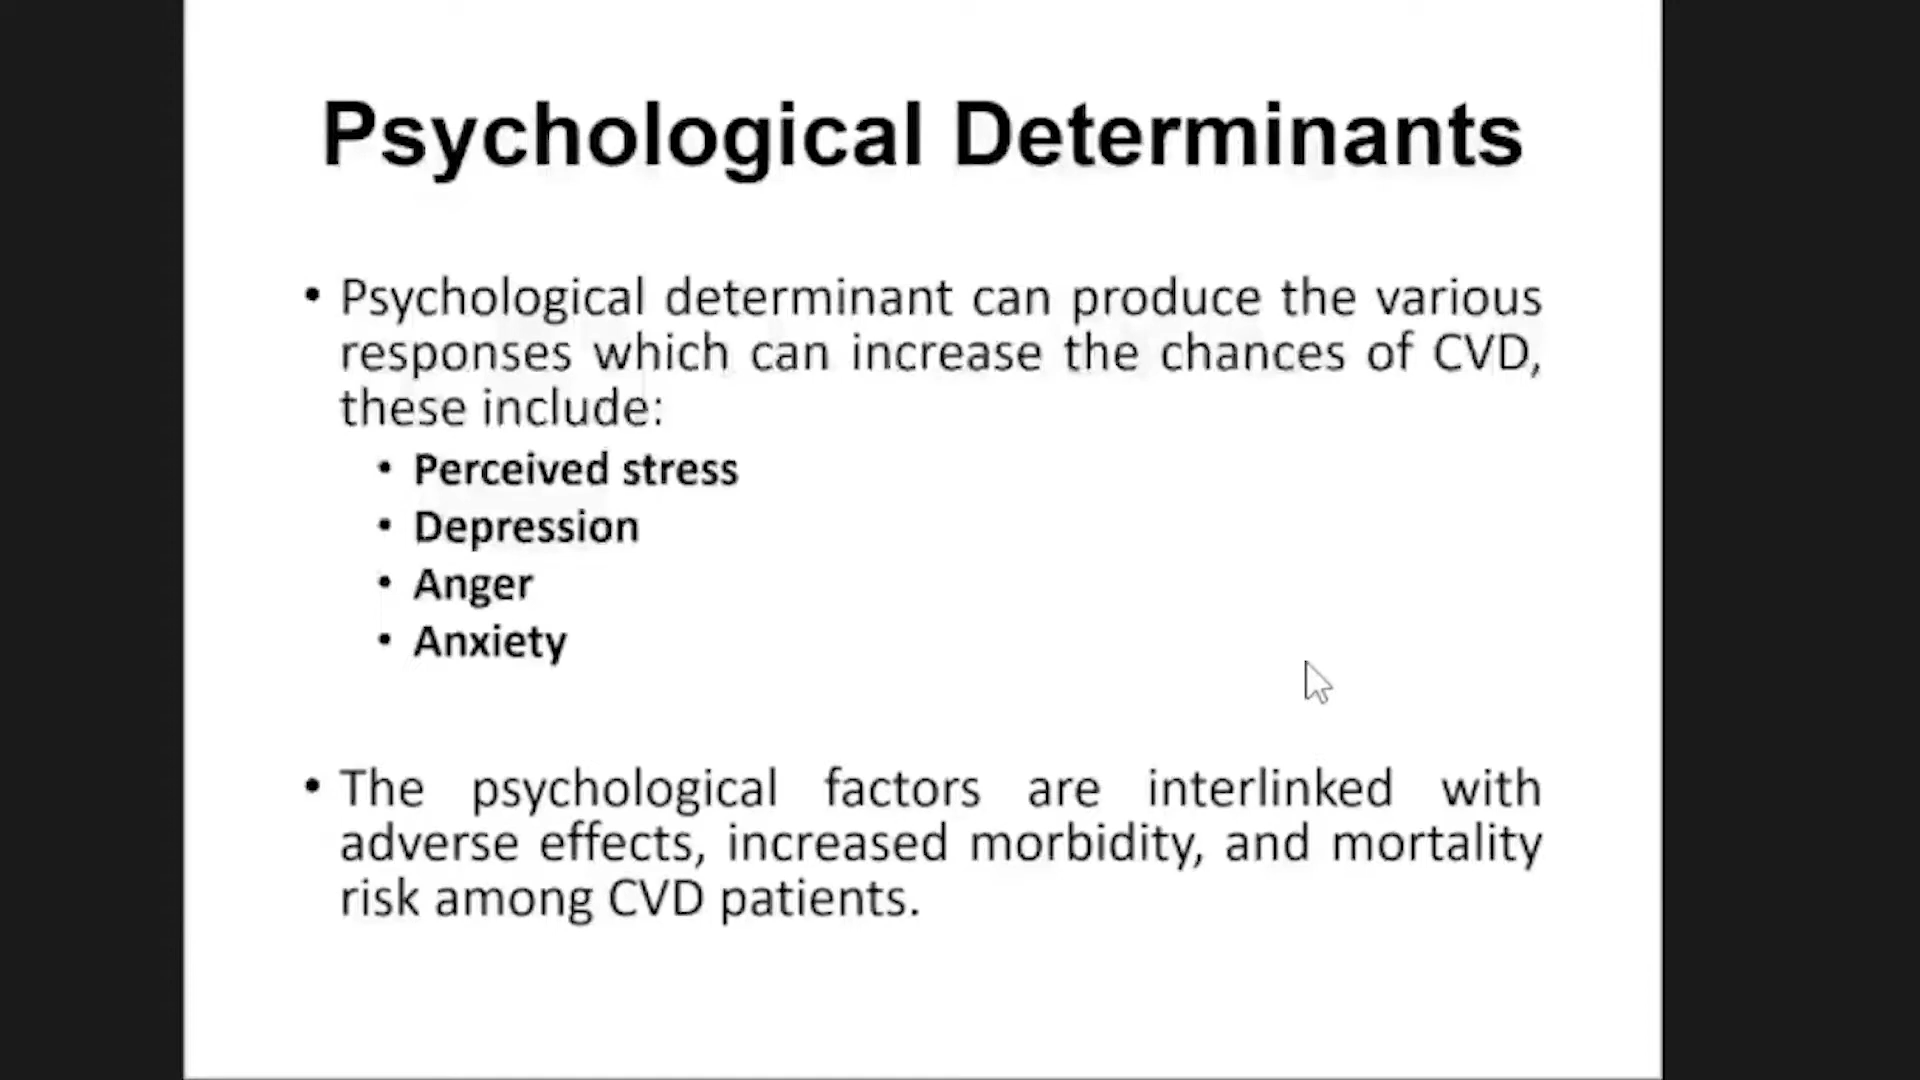 Psychological Determinants
• Psychological determinant can produce the various
responses which can increase the chances of CVD,
these include:
• Perceived stress
• Depression
• Anger
• Anxiety
• The psychological factors are interlinked with
adverse effects, increased morbidity, and mortality
risk among CVD patients.